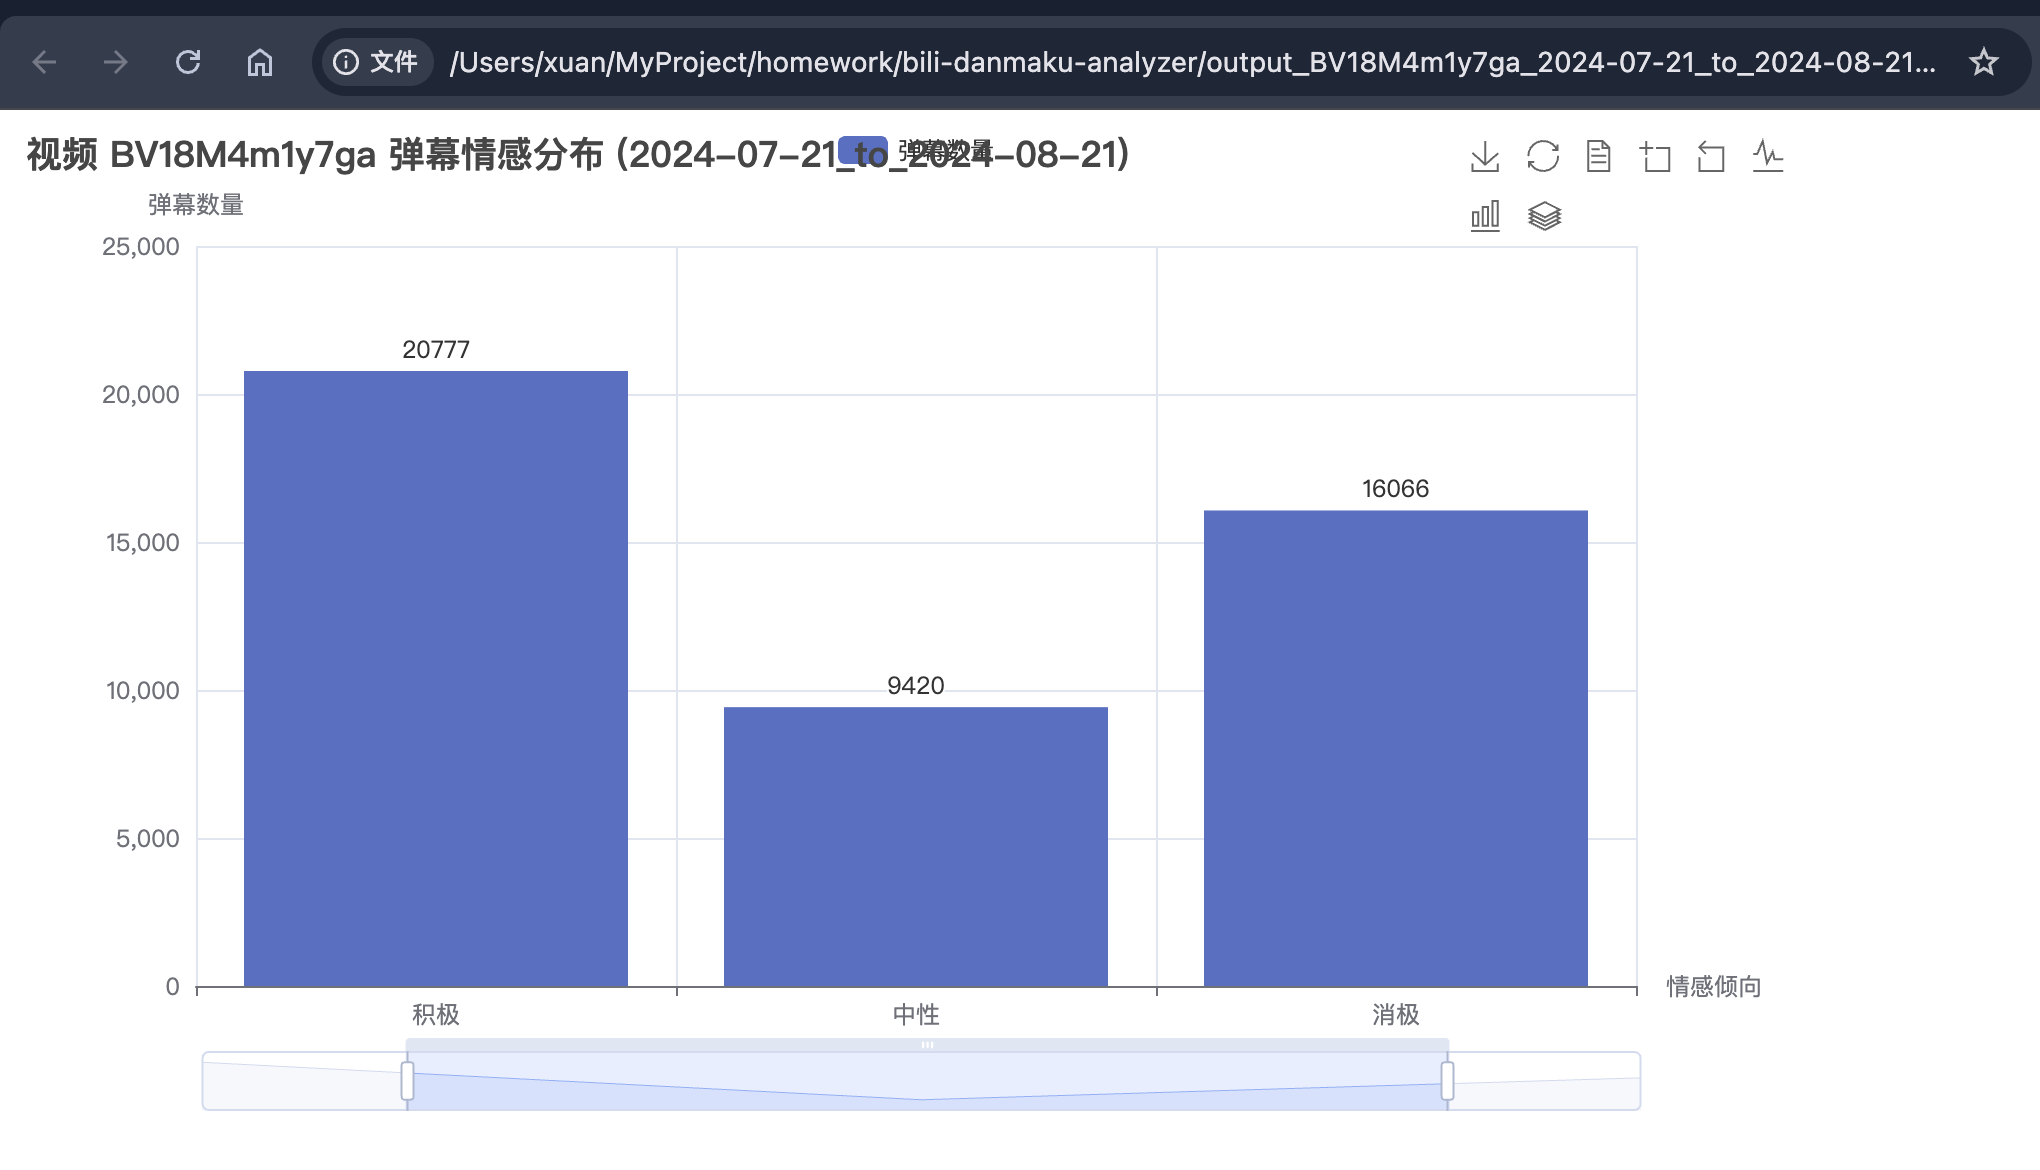 文件 /Users/xuan/MyProject/homework/bili-danmaku-analyzer/output_BV18M4m1y7ga_2024-07-21_to_2024-08-21...
视频 BV18M4m1y7ga 弹幕情感分布 (2024-07-21_to_2024-08-21)
弹幕数量
弹幕数量
25,000
20,000
15,000
10,000
5,000
0
20777
9420
16066
积极
中性
消极
情感倾向